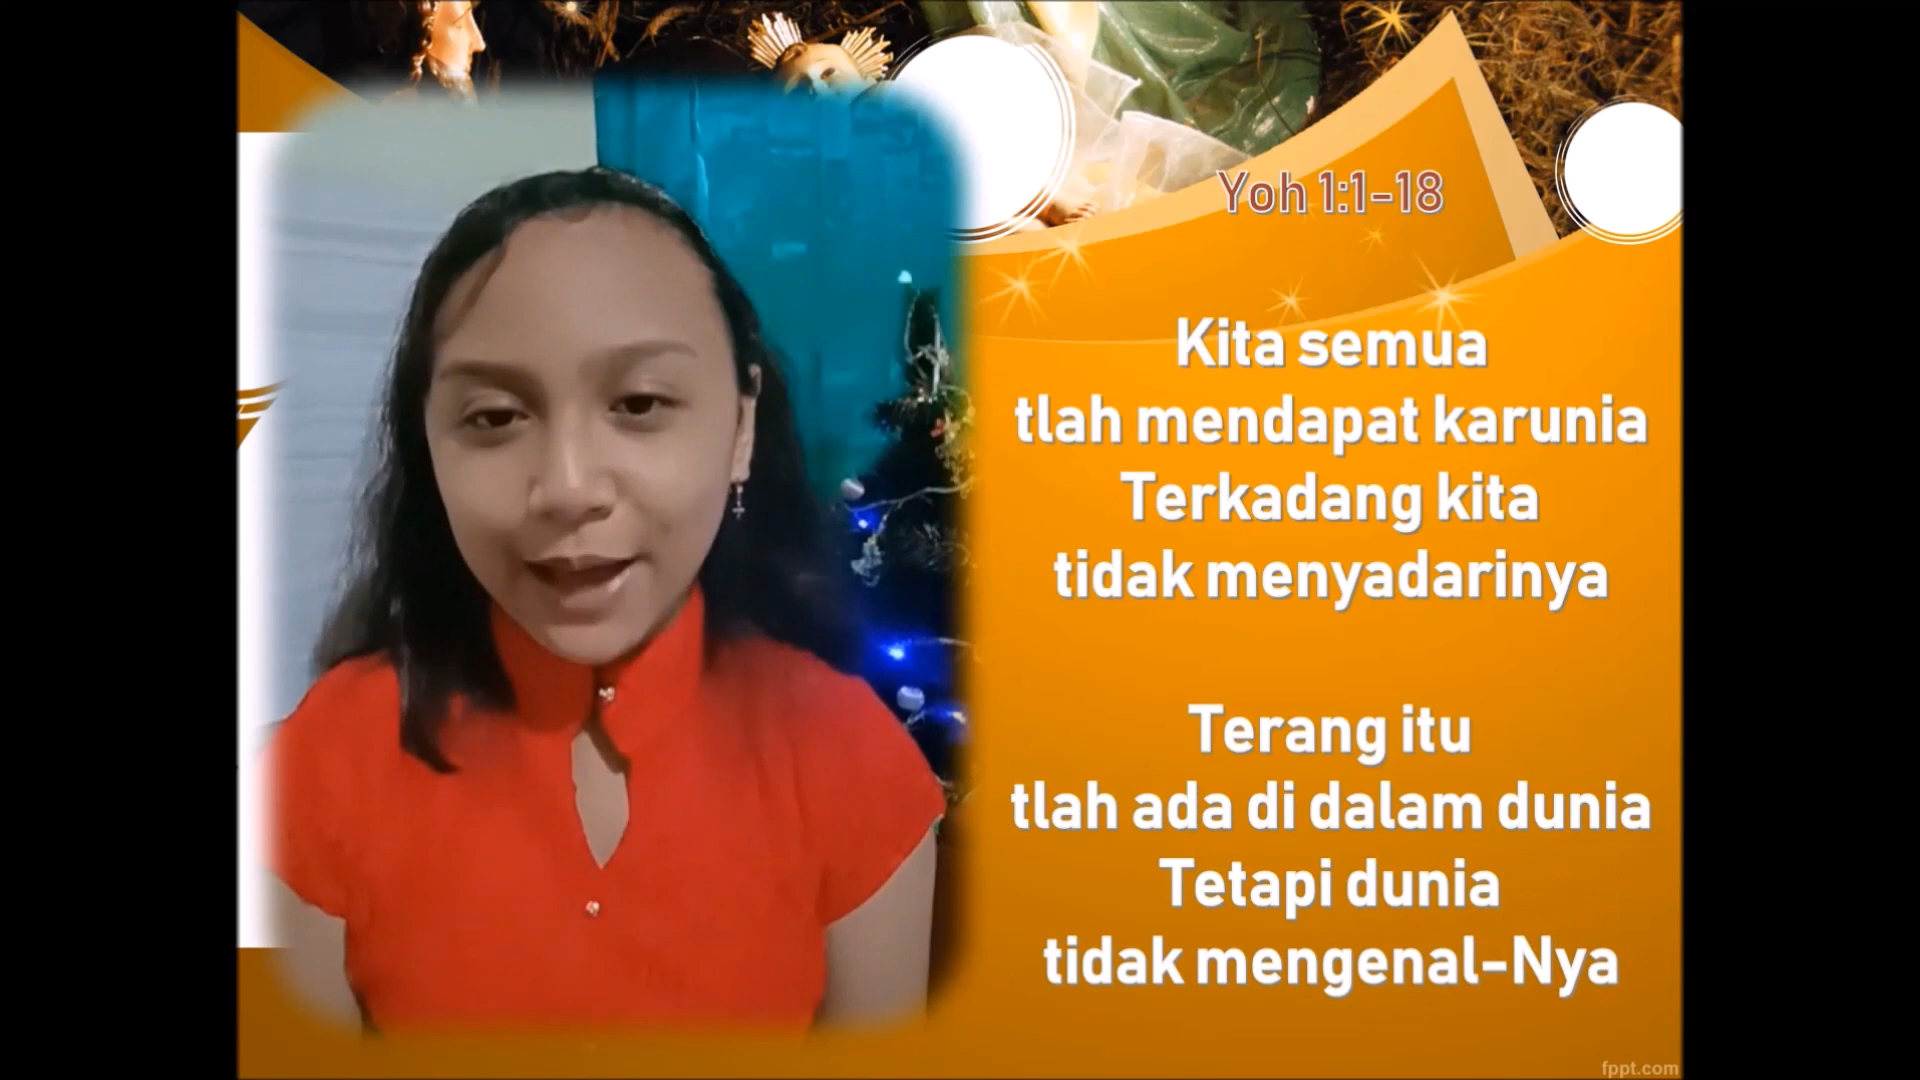 Yoh 1:1-18
Kita semua
tlah mendapat karunia
Terkadang kita
tidak menyadarinya
Terang itu
tlah ada di dalam dunia
Tetapi dunia
tidak mengenal-Nya
fppt.com